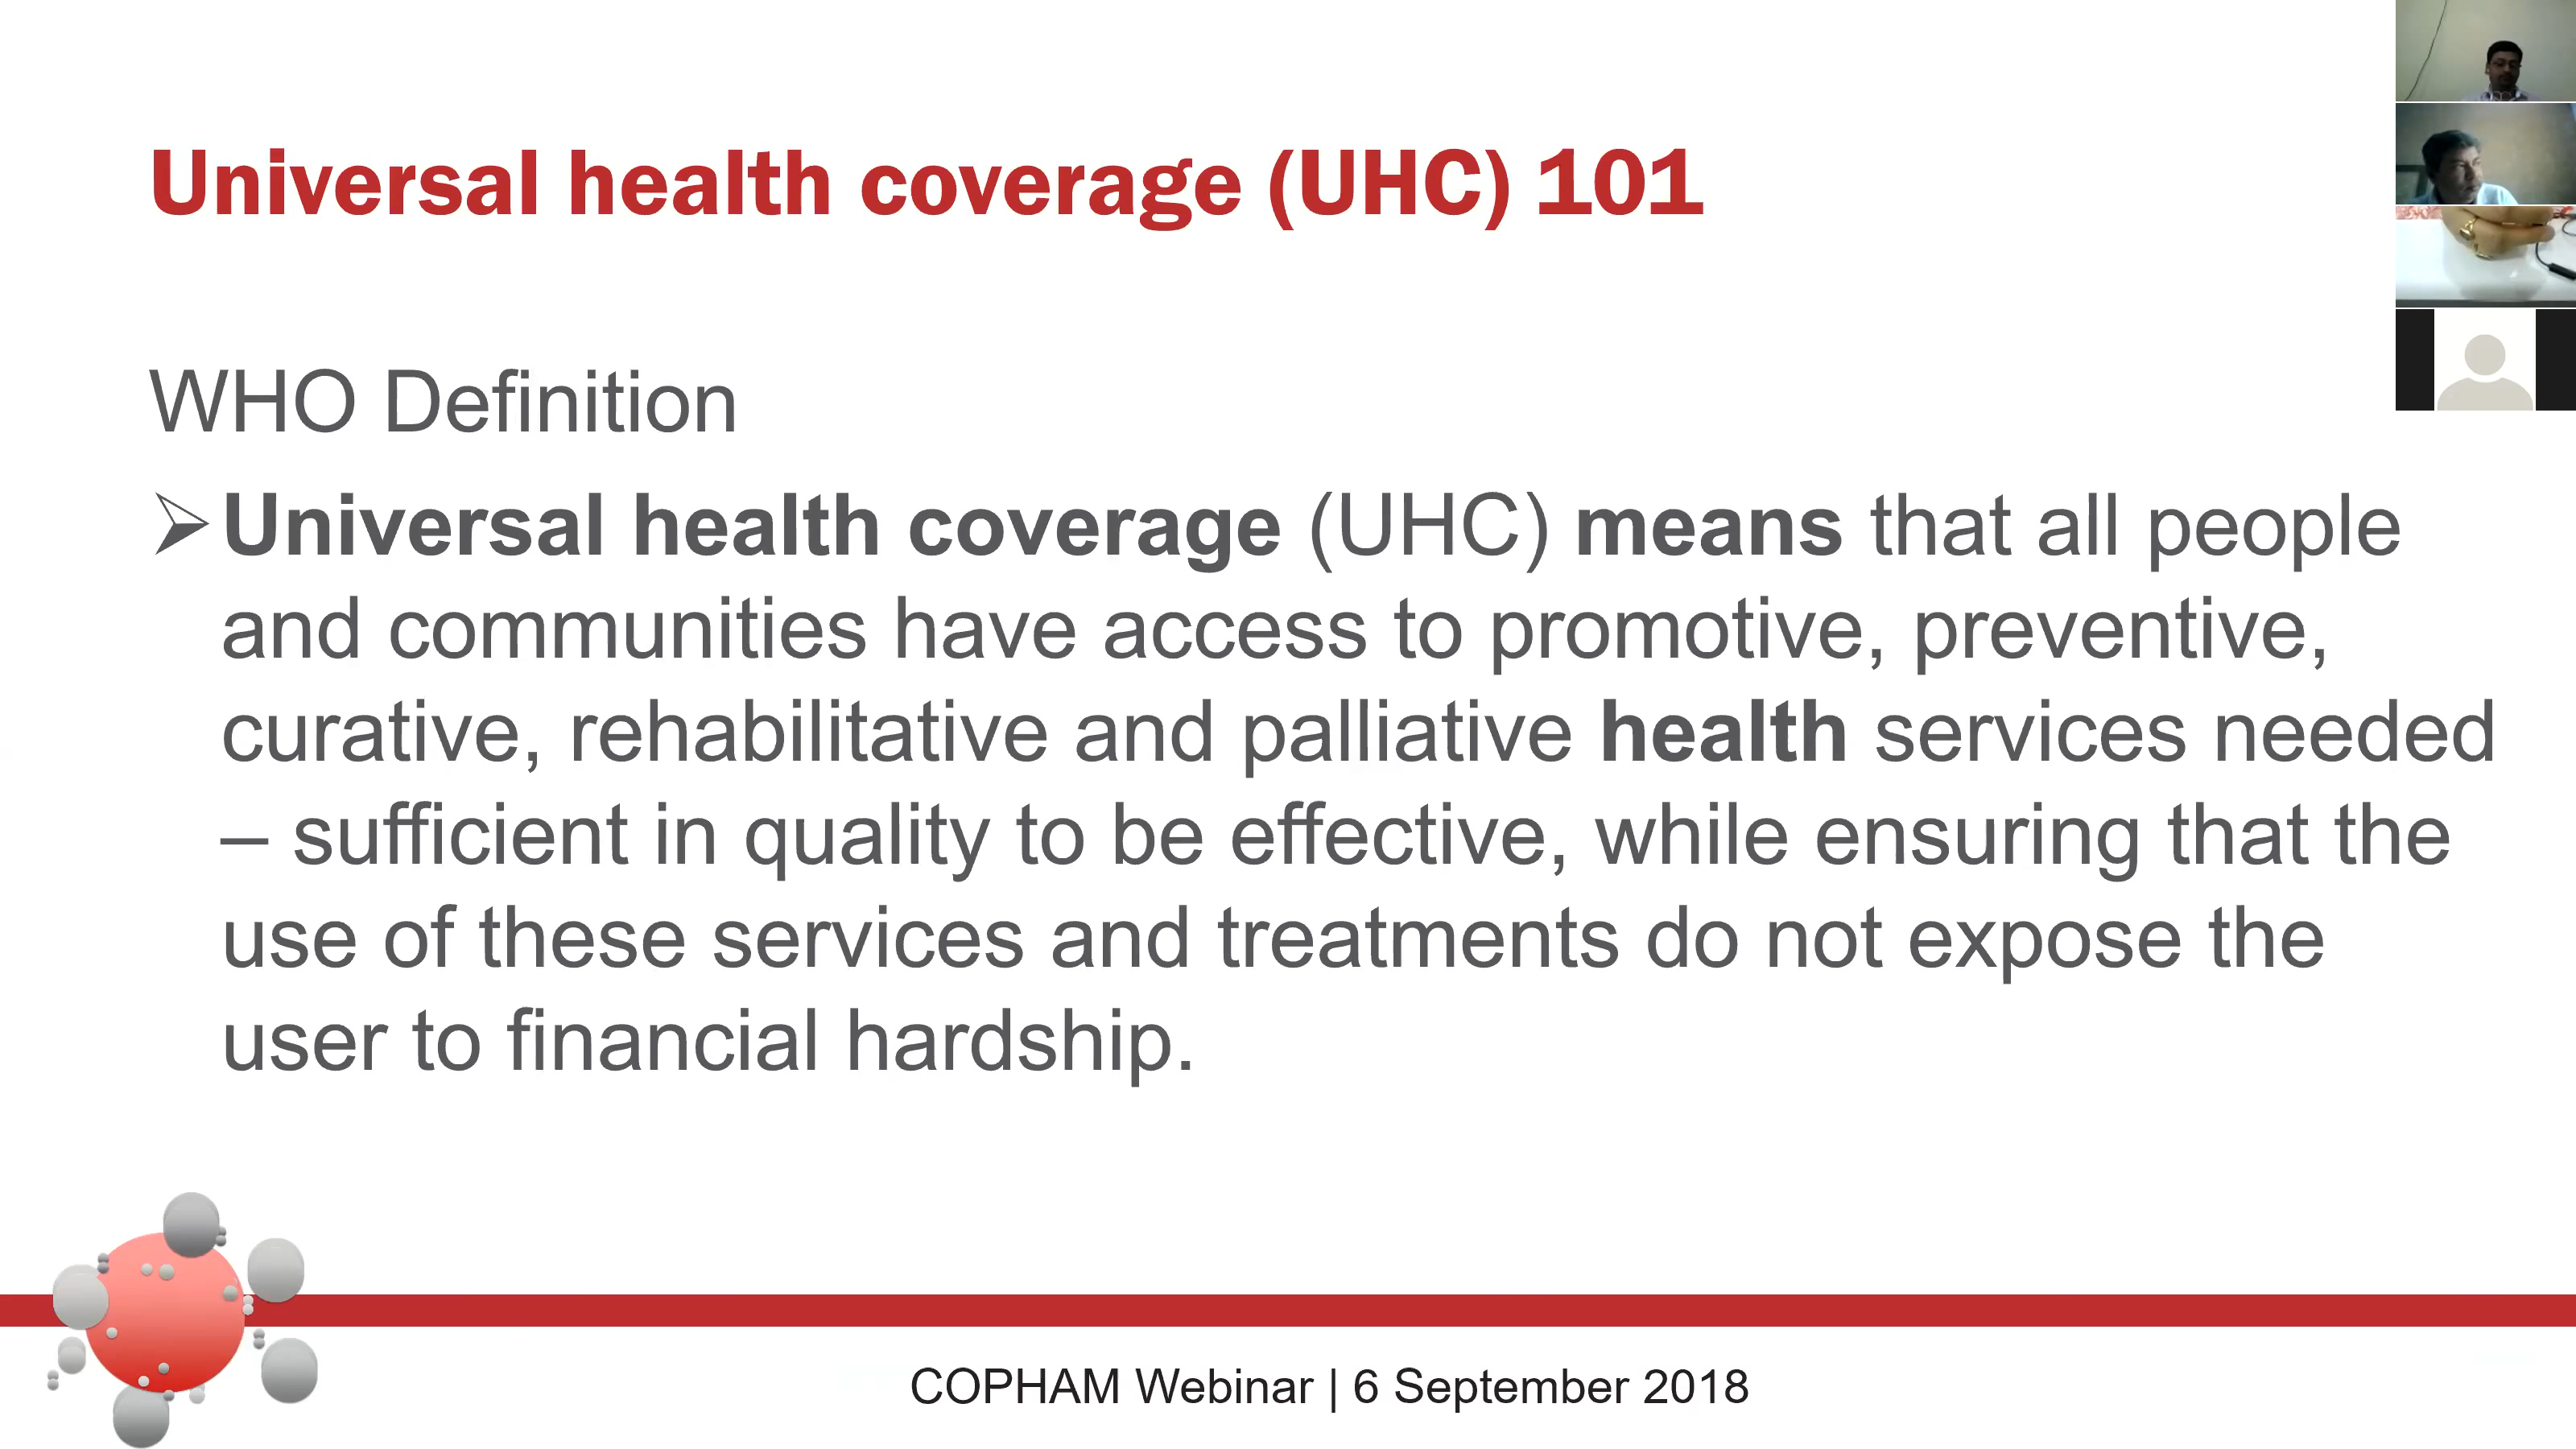 Universal health coverage (UHC) 101
WHO Definition
➢Universal health coverage (UHC) means that all people
and communities have access to promotive, preventive,
curative, rehabilitative and palliative health services needed
– sufficient in quality to be effective, while ensuring that the
use of these services and treatments do not expose the
user to financial hardship.
COPHAM Webinar | 6 September 2018